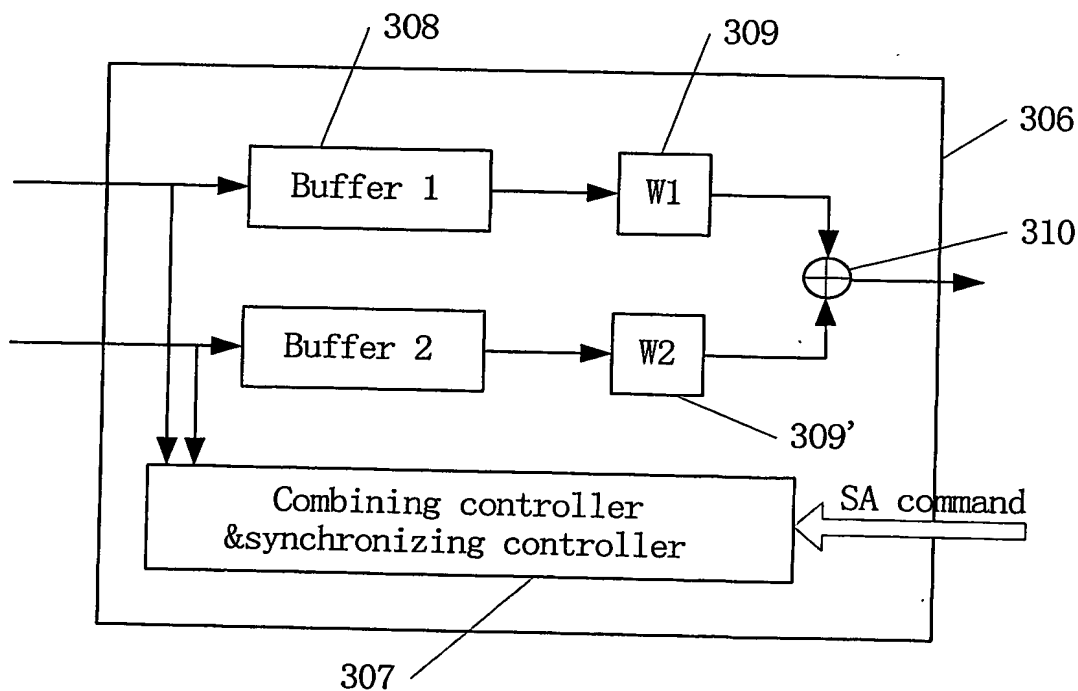 308
309
306
Buffer 1
W1
310
Buffer 2
W2
309'
Combining controller
&synchronizing controller
SA command
307